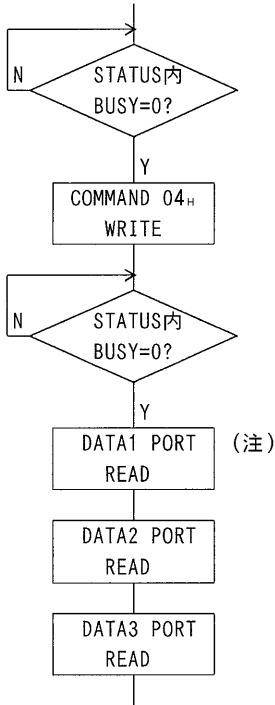 STATUS内
BUSY=0?
N
Y
COMMAND 04H
WRITE
STATUS内
BUSY=0?
N
Y
DATA1 PORT
READ
(注)
DATA2 PORT
READ
DATA3 PORT
READ